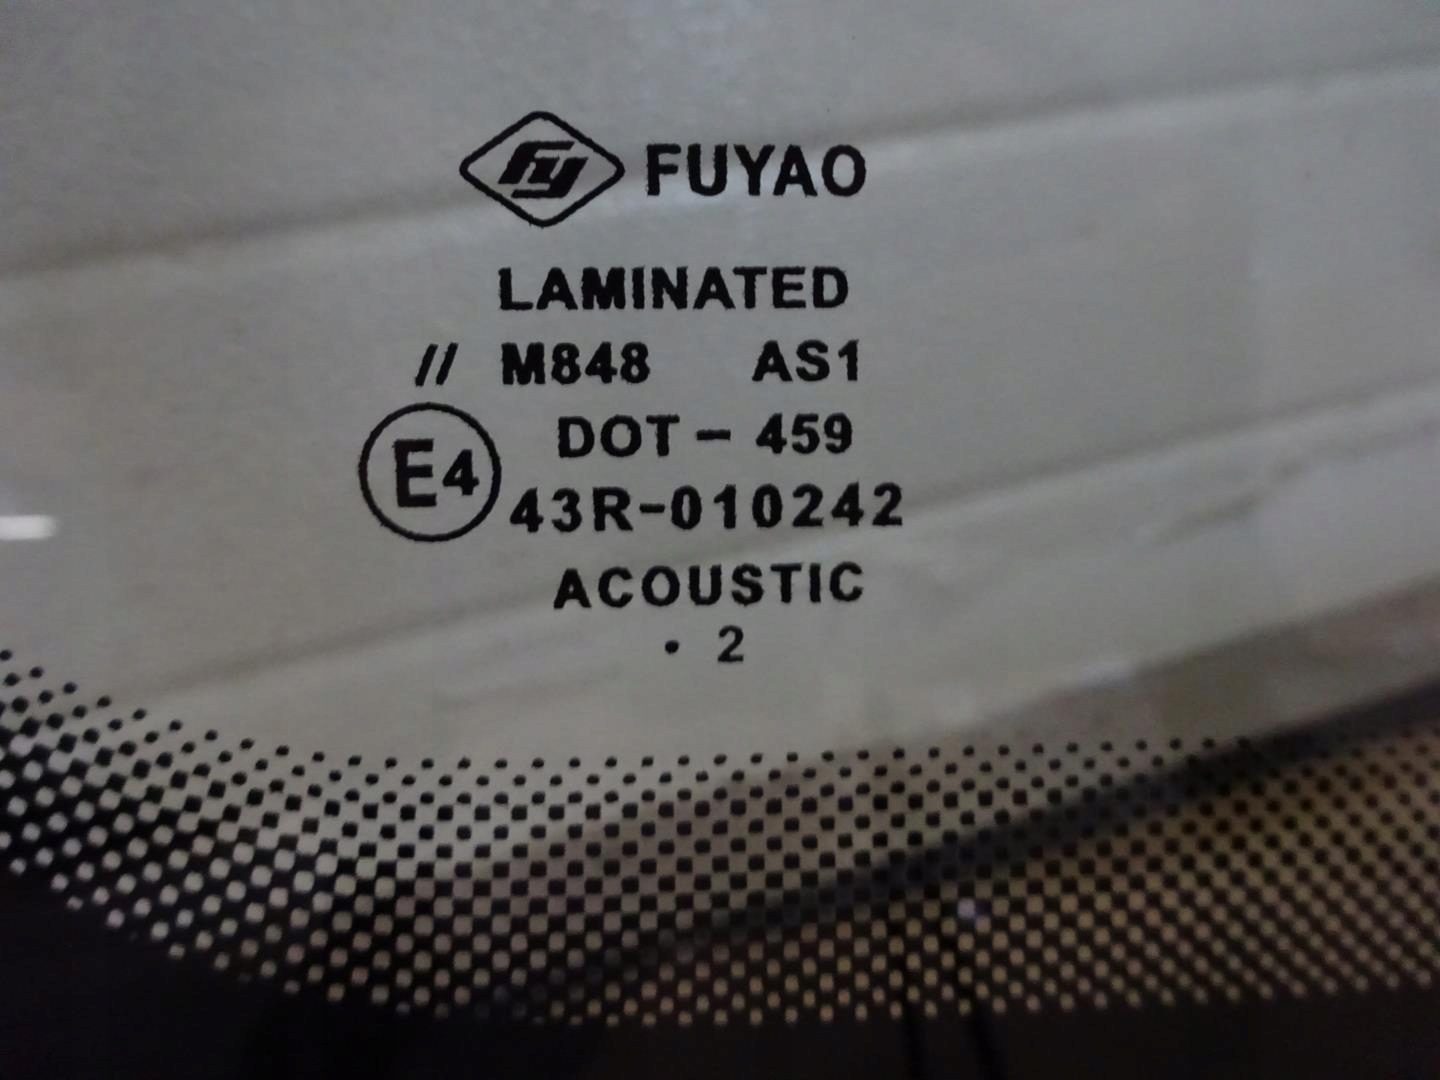 fy FUYAO
LAMINATED
// M848 AS1
DOT - 459
E4 43R-010242
ACOUSTIC
. 2